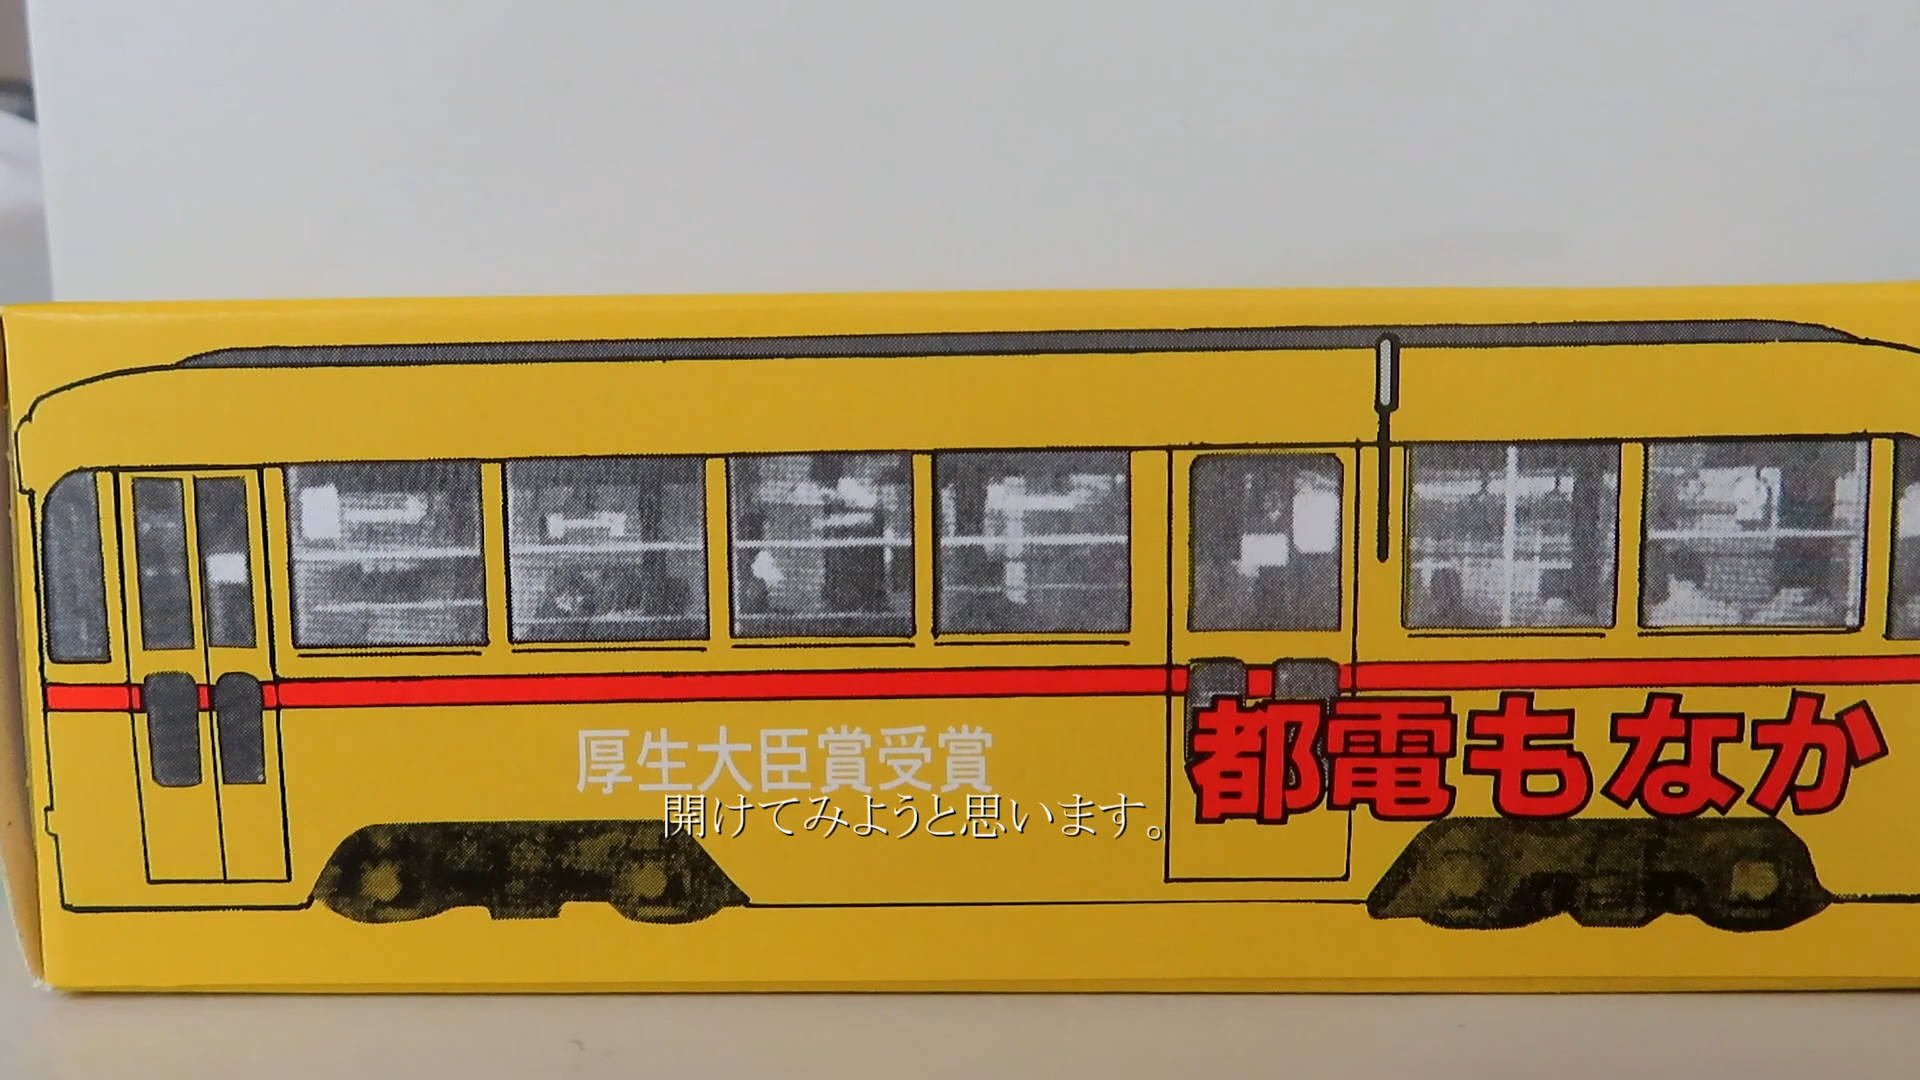 厚生大臣賞受賞
都電もなか
開けてみようと思います。